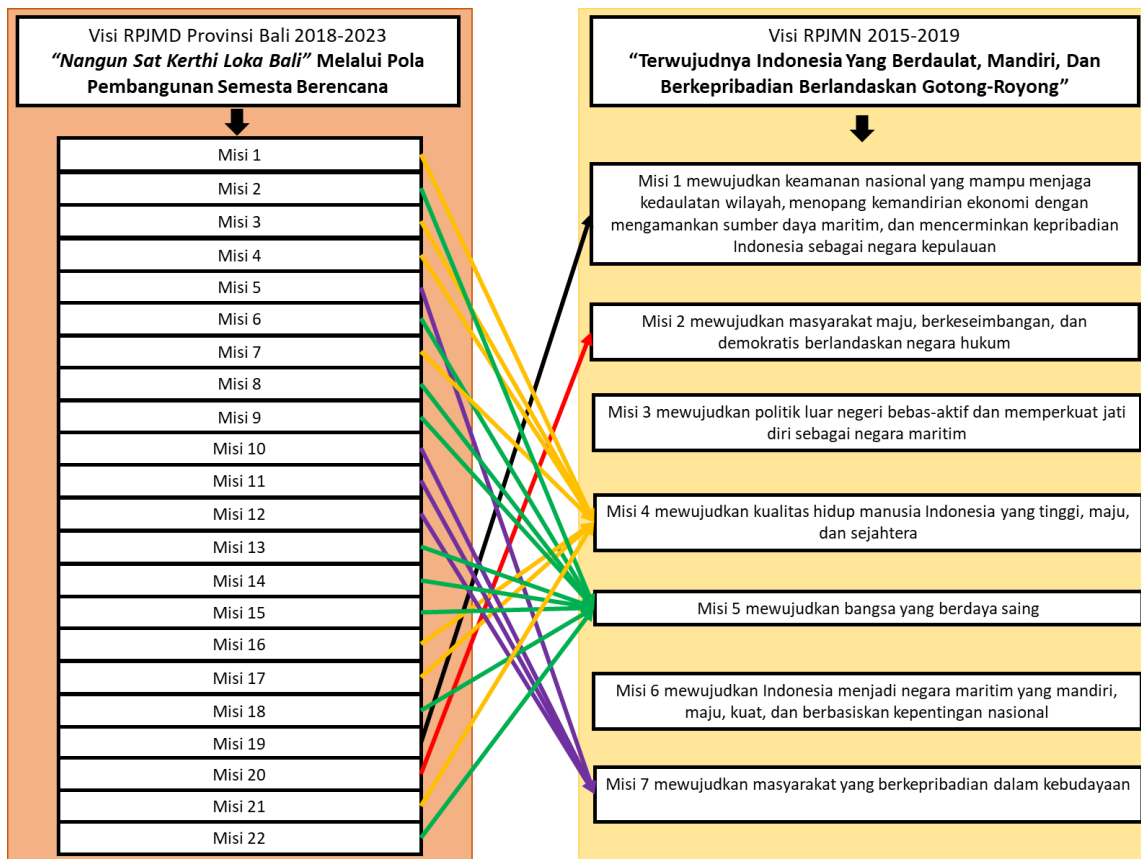 Visi RPJMD Provinsi Bali 2018-2023
“Nangun Sat Kerthi Loka Bali” Melalui Pola
Pembangunan Semesta Berencana
Misi 1
Misi 2
Misi 3
Misi 4
Misi 5
Misi 6
Misi 7
Misi 8
Misi 9
Misi 10
Misi 11
Misi 12
Misi 13
Misi 14
Misi 15
Misi 16
Misi 17
Misi 18
Misi 19
Misi 20
Misi 21
Misi 22
Visi RPJMN 2015-2019
“Terwujudnya Indonesia Yang Berdaulat, Mandiri, Dan
Berkepribadian Berlandaskan Gotong-Royong”
Misi 1 mewujudkan keamanan nasional yang mampu menjaga
kedaulatan wilayah, menopang kemandirian ekonomi dengan
mengamankan sumber daya maritim, dan mencerminkan kepribadian
Indonesia sebagai negara kepulauan
Misi 2 mewujudkan masyarakat maju, berkeseimbangan, dan
demokratis berlandaskan negara hukum
Misi 3 mewujudkan politik luar negeri bebas-aktif dan memperkuat jati
diri sebagai negara maritim
Misi 4 mewujudkan kualitas hidup manusia Indonesia yang tinggi, maju,
dan sejahtera
Misi 5 mewujudkan bangsa yang berdaya saing
Misi 6 mewujudkan Indonesia menjadi negara maritim yang mandiri,
maju, kuat, dan berbasiskan kepentingan nasional
Misi 7 mewujudkan masyarakat yang berkepribadian dalam kebudayaan